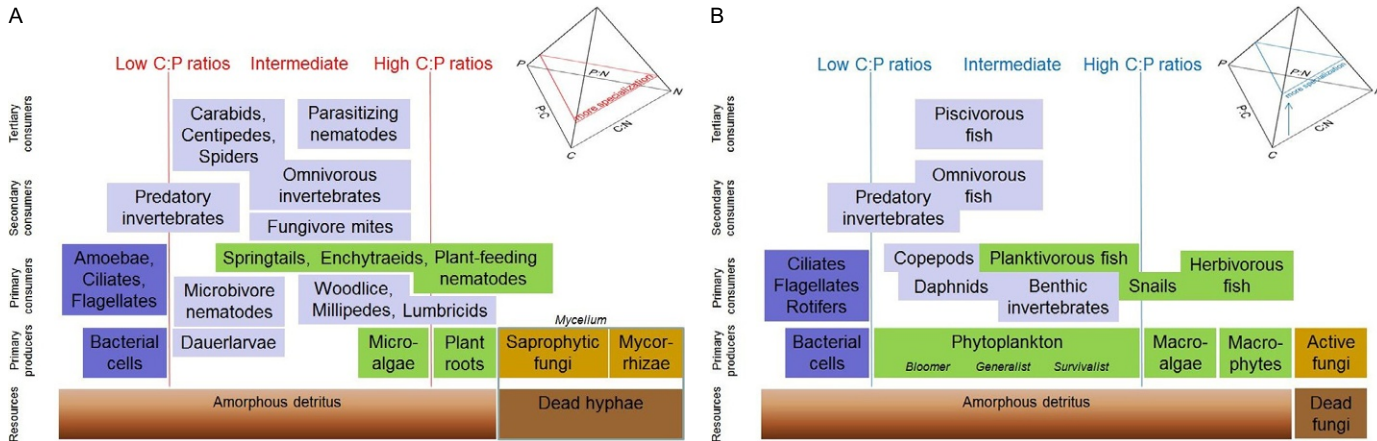 A
Low C:P ratios Intermediate High C:P ratios
P
P:N
N
more specialization
P:C
C:N
C
Tertiary
consumers
Carabids,
Centipedes,
Spiders
Parasitizing
nematodes
Secondary
consumers
Predatory
invertebrates
Omnivorous
invertebrates
Fungivore mites
Primary
consumers
Amoebae,
Ciliates,
Flagellates
Springtails, Enchytraeids, Plant-feeding
nematodes
Microbivore
nematodes
Woodlice,
Millipedes, Lumbricids
Mycelium
Primary
producers
Bacterial
cells
Dauerlarvae
Micro-
algae
Plant
roots
Saprophytic
fungi
Mycor-
rhizae
Resources
Amorphous detritus
Dead hyphae
B
Low C:P ratios Intermediate High C:P ratios
P
P:N
more specialization
P:C
C:N
C
Tertiary
consumers
Piscivorous
fish
Secondary
consumers
Predatory
invertebrates
Omnivorous
fish
Primary
consumers
Ciliates
Flagellates
Rotifers
Copepods
Daphnids
Planktivorous fish
Benthic
invertebrates
Snails
Herbivorous
fish
Primary
producers
Bacterial
cells
Phytoplankton
Bloomer Generalist Survivalist
Macro-
algae
Macro-
phytes
Active
fungi
Resources
Amorphous detritus
Dead
fungi